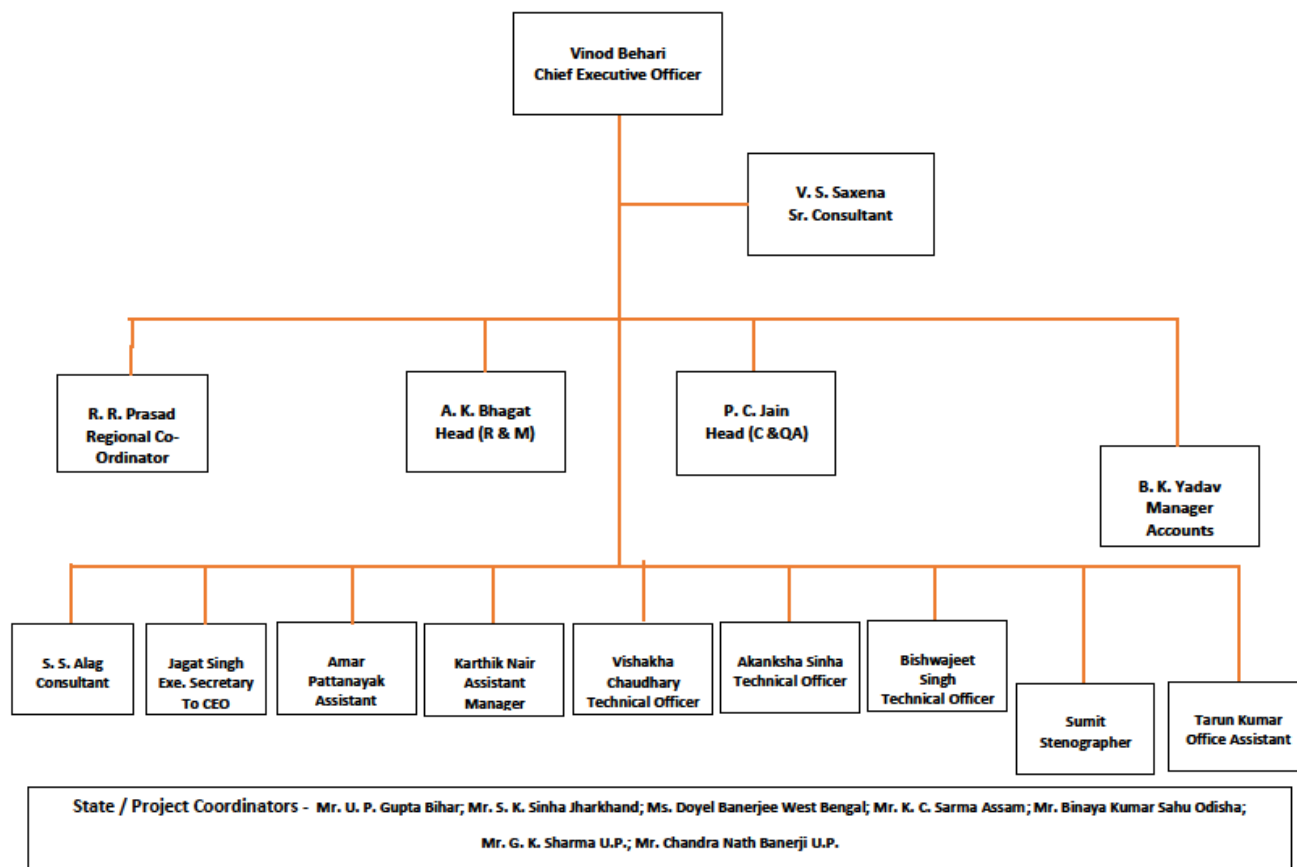 Vinod Behari
Chief Executive Officer
V. S. Saxena
Sr. Consultant
R. R. Prasad
Regional Co-
Ordinator
A. K. Bhagat
Head (R & M)
P. C. Jain
Head (C &QA)
B. K. Yadav
Manager
Accounts
S. S. Alag
Consultant
Jagat Singh
Exe. Secretary
To CEO
Amar
Pattanayak
Assistant
Karthik Nair
Assistant
Manager
Vishakha
Chaudhary
Technical Officer
Akanksha Sinha
Technical Officer
Bishwajeet
Singh
Technical Officer
Sumit
Stenographer
Tarun Kumar
Office Assistant
State / Project Coordinators - Mr. U. P. Gupta Bihar; Mr. S. K. Sinha Jharkhand; Ms. Doyel Banerjee West Bengal; Mr. K. C. Sarma Assam; Mr. Binaya Kumar Sahu Odisha;
Mr. G. K. Sharma U.P.; Mr. Chandra Nath Banerji U.P.